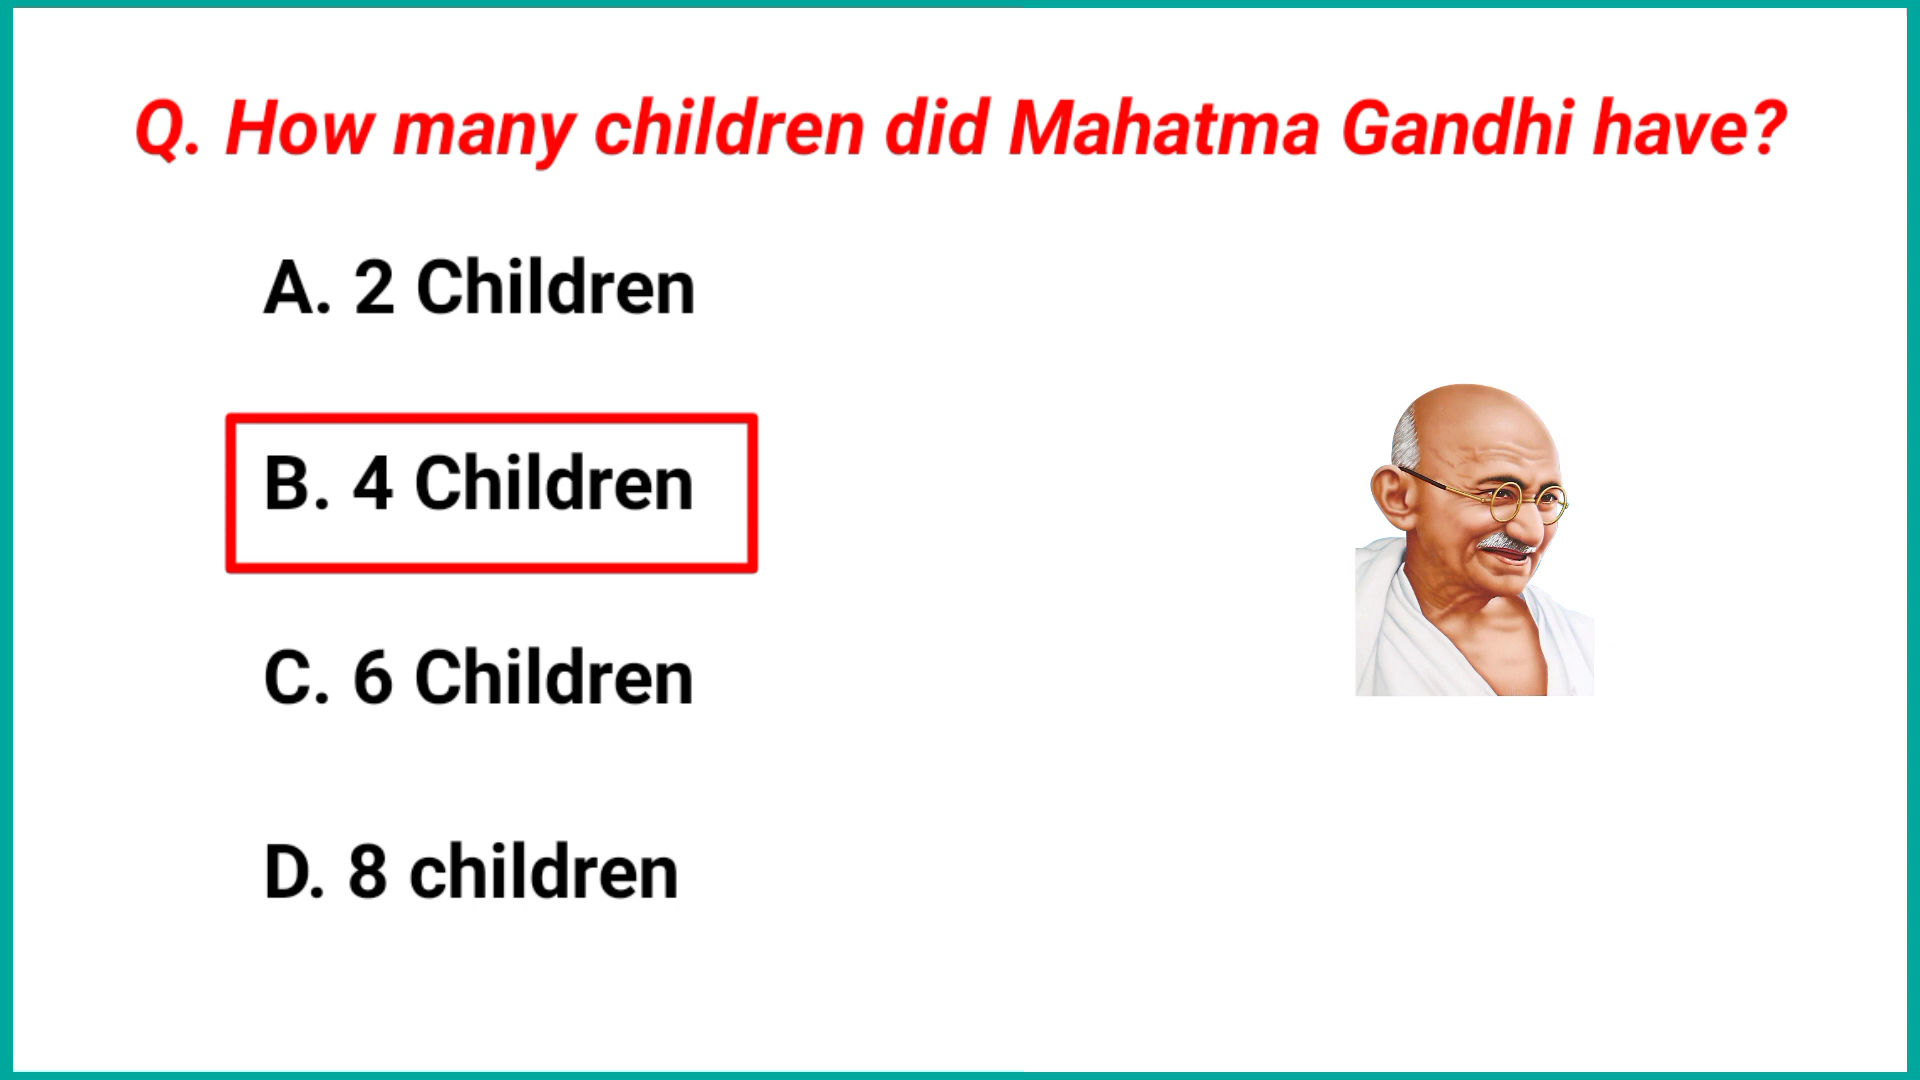 Q. How many children did Mahatma Gandhi have?
A. 2 Children
B. 4 Children
C. 6 Children
D. 8 children